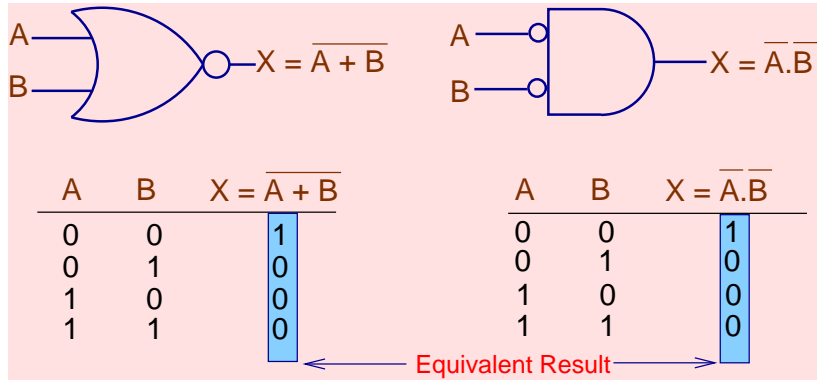 A
B
X = A̅ ̅+̅ ̅B̅
A
B
X = A̅.B̅
A B X = A̅ ̅+̅ ̅B̅
0 0 1
0 1 0
1 0 0
1 1 0
A B X = A̅.B̅
0 0 1
0 1 0
1 0 0
1 1 0
Equivalent Result